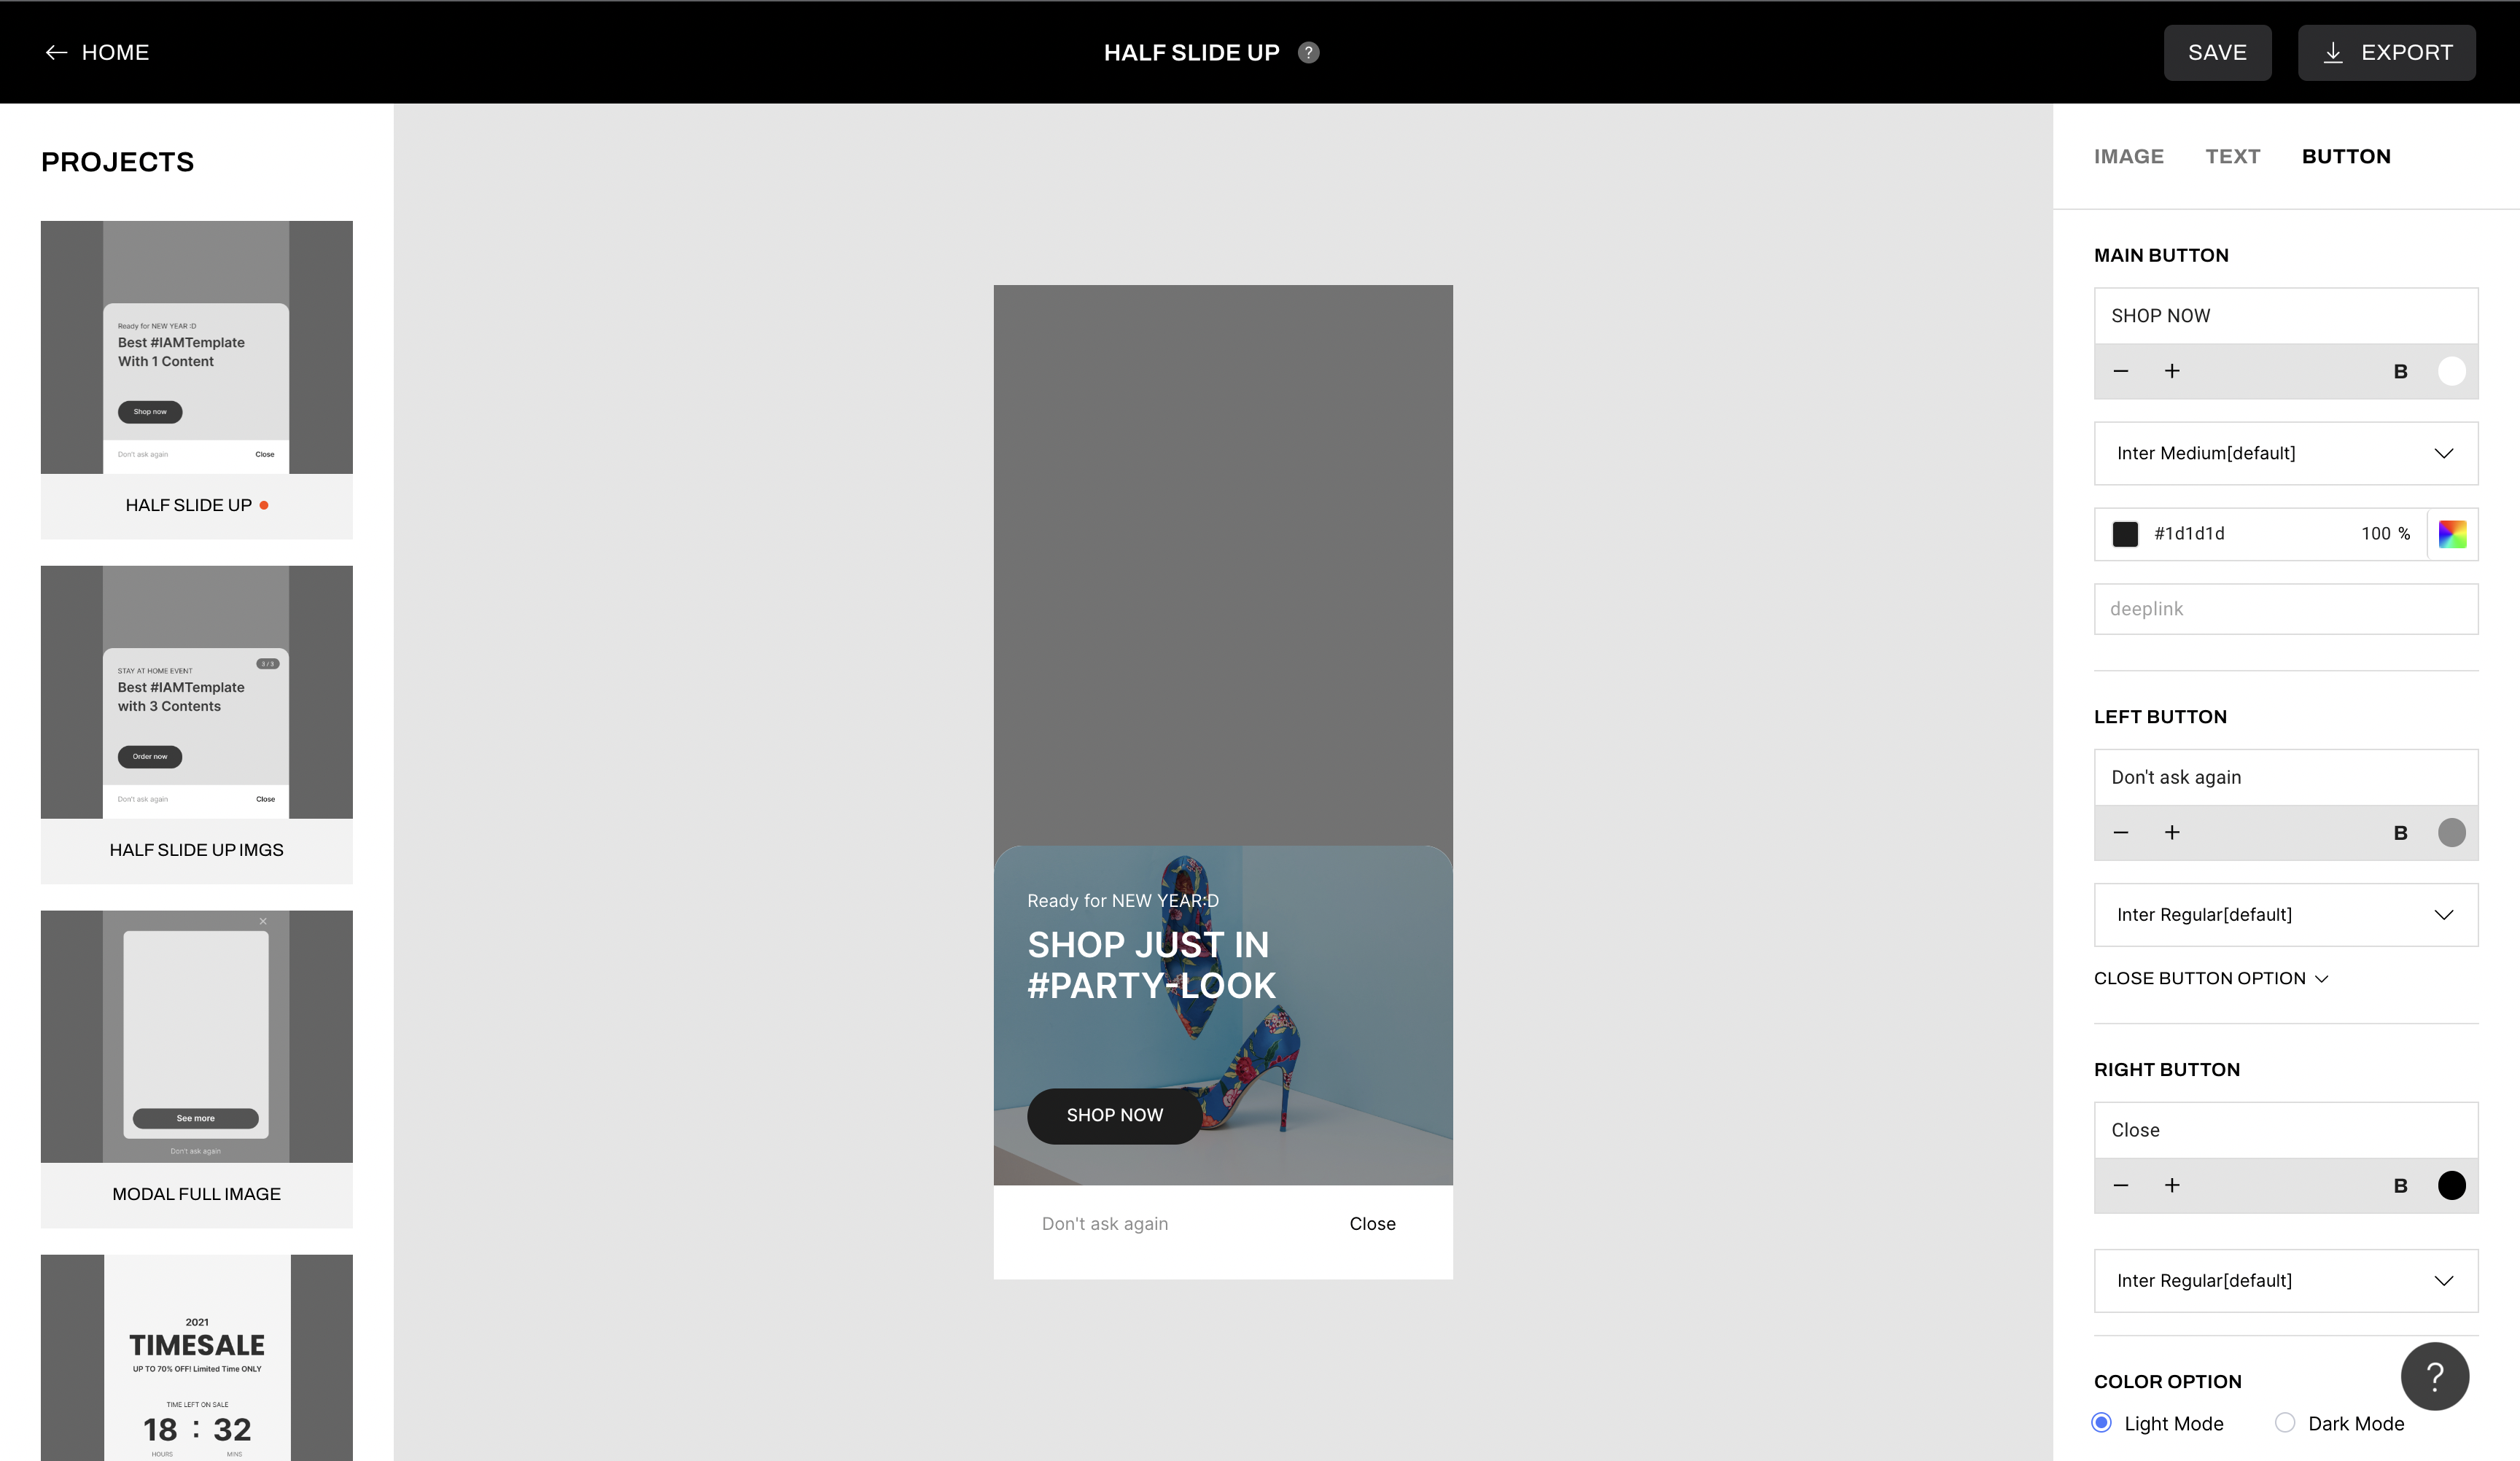 HOME
HALF SLIDE UP ?
SAVE
EXPORT
PROJECTS
Ready for NEW YEAR :D
Best #IAMTemplate
With 1 Content
Shop now
Don't ask again
Close
HALF SLIDE UP
STAY AT HOME EVENT
3 / 3
Best #IAMTemplate
with 3 Contents
Order now
Don't ask again
Close
HALF SLIDE UP IMGS
See more
Don't ask again
MODAL FULL IMAGE
2021
TIMESALE
UP TO 70% OFF! Limited Time ONLY
TIME LEFT ON SALE
18 : 32
HOURS MINS
Ready for NEW YEAR:D
SHOP JUST IN
#PARTY-LOOK
SHOP NOW
Don't ask again
Close
IMAGE TEXT BUTTON
MAIN BUTTON
SHOP NOW
− + B
Inter Medium[default]
#1d1d1d 100 %
deeplink
LEFT BUTTON
Don't ask again
− + B
Inter Regular[default]
CLOSE BUTTON OPTION
RIGHT BUTTON
Close
− + B
Inter Regular[default]
COLOR OPTION
?
Light Mode
Dark Mode